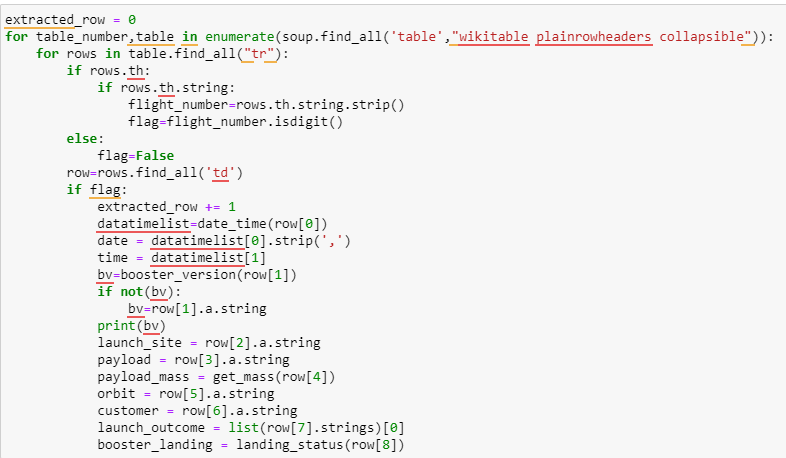 extracted_row = 0
for table_number,table in enumerate(soup.find_all('table',"wikitable plainrowheaders collapsible")):
    for rows in table.find_all("tr"):
        if rows.th:
            if rows.th.string:
                flight_number=rows.th.string.strip()
                flag=flight_number.isdigit()
        else:
            flag=False
        row=rows.find_all('td')
        if flag:
            extracted_row += 1
            datatimelist=date_time(row[0])
            date = datatimelist[0].strip(',')
            time = datatimelist[1]
            bv=booster_version(row[1])
            if not(bv):
                bv=row[1].a.string
            print(bv)
            launch_site = row[2].a.string
            payload = row[3].a.string
            payload_mass = get_mass(row[4])
            orbit = row[5].a.string
            customer = row[6].a.string
            launch_outcome = list(row[7].strings)[0]
            booster_landing = landing_status(row[8])